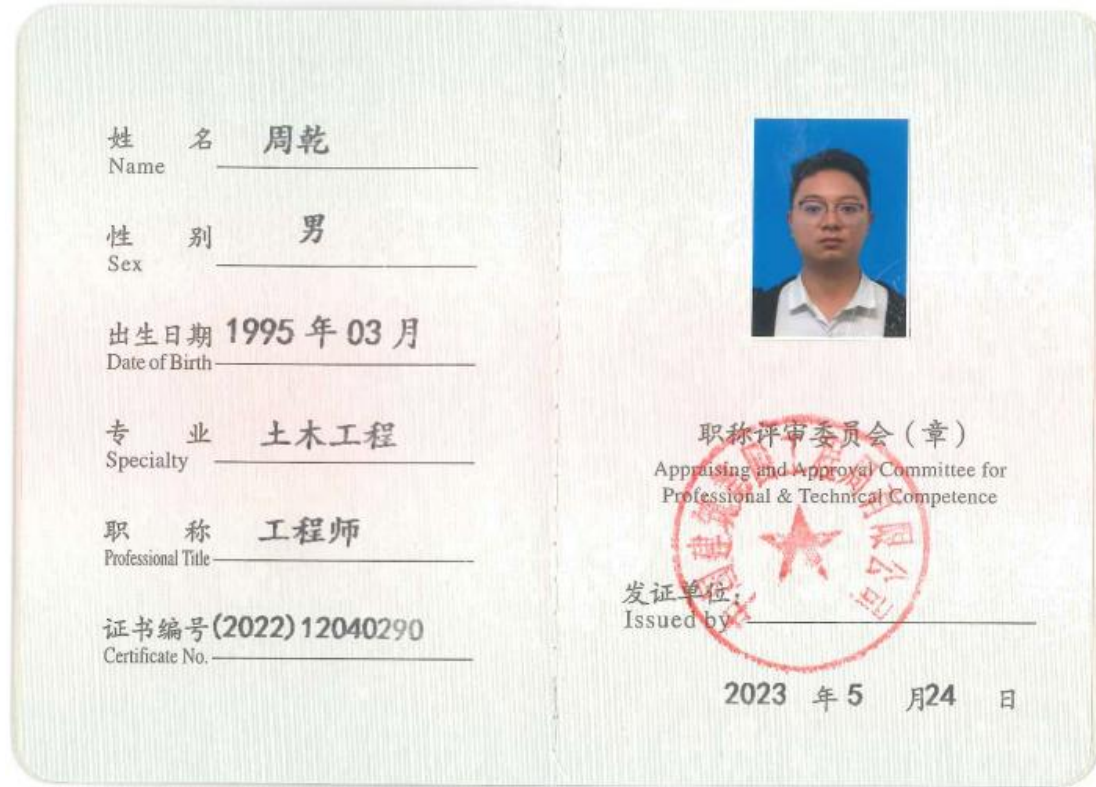 姓 名 周乾
Name
性 别 男
Sex
出生日期 1995 年 03 月
Date of Birth
专 业 土木工程
Specialty
职 称 工程师
Professional Title
证书编号(2022)12040290
Certificate No.
职称评审委员会(章)
Appraising and Approval Committee for
Professional & Technical Competence
发证单位:
Issued by
2023 年 5 月 24 日